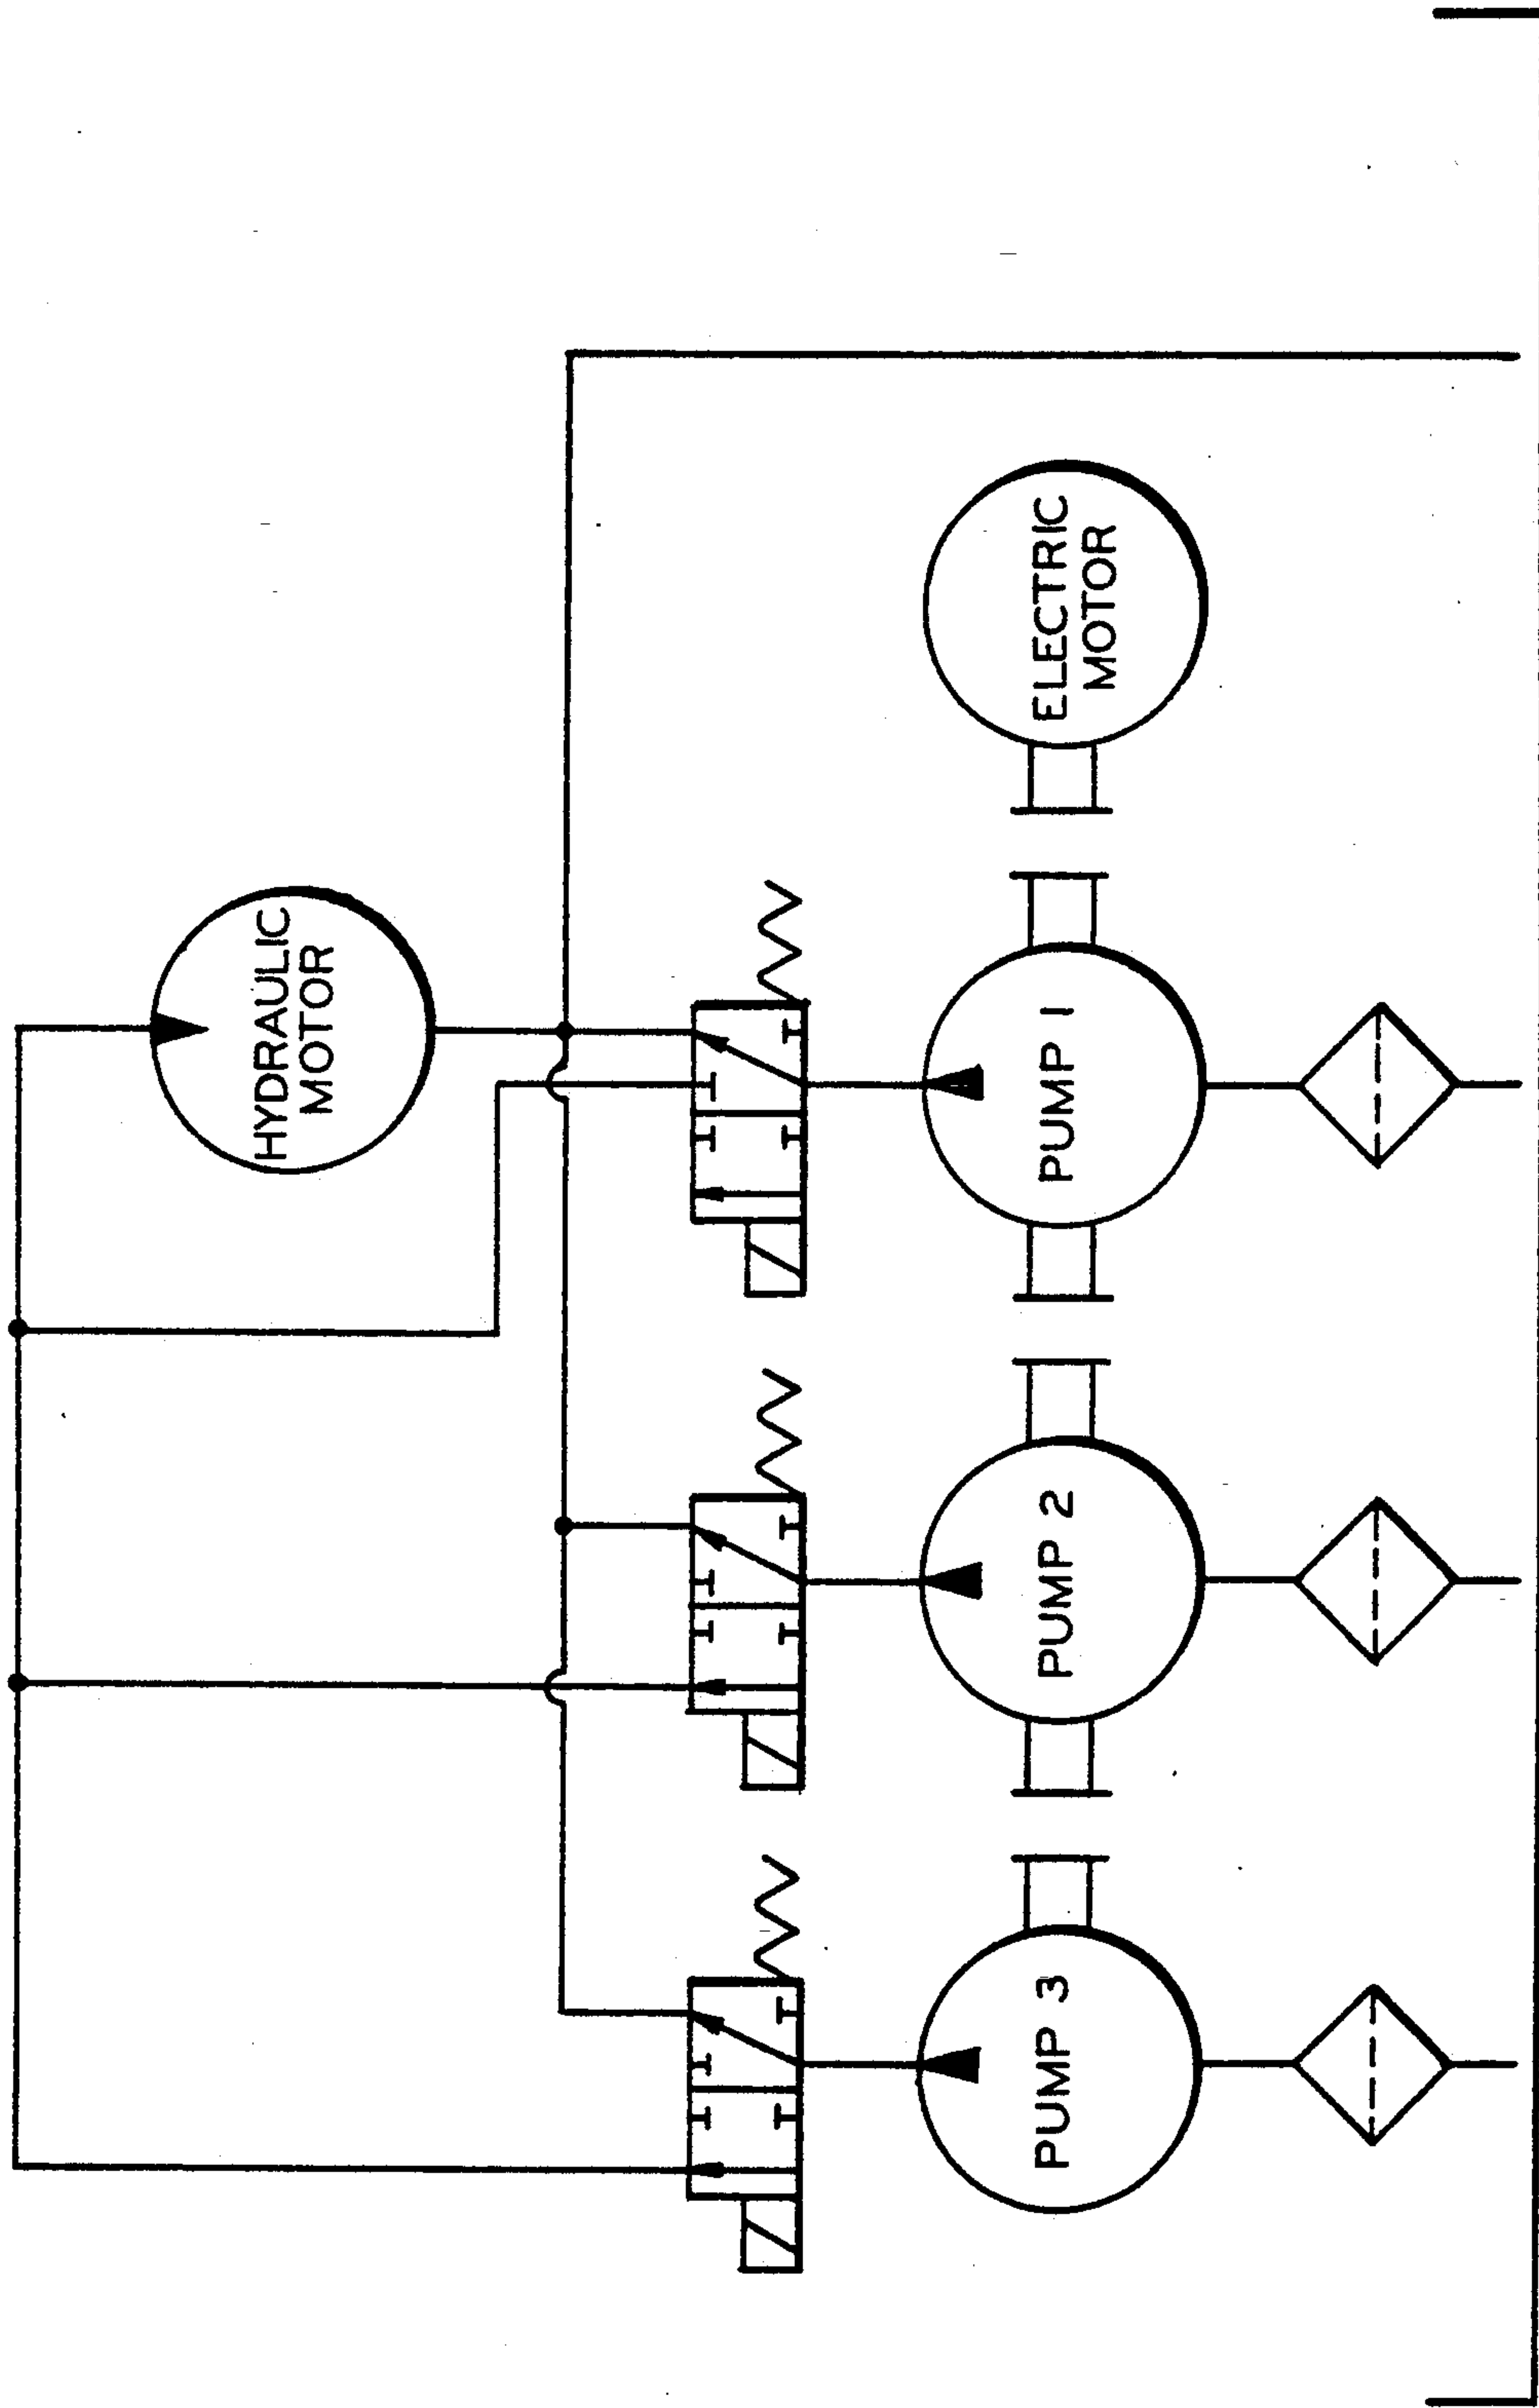 HYDRAULIC
MOTOR
ELECTRIC
MOTOR
PUMP 1
PUMP 2
PUMP 3